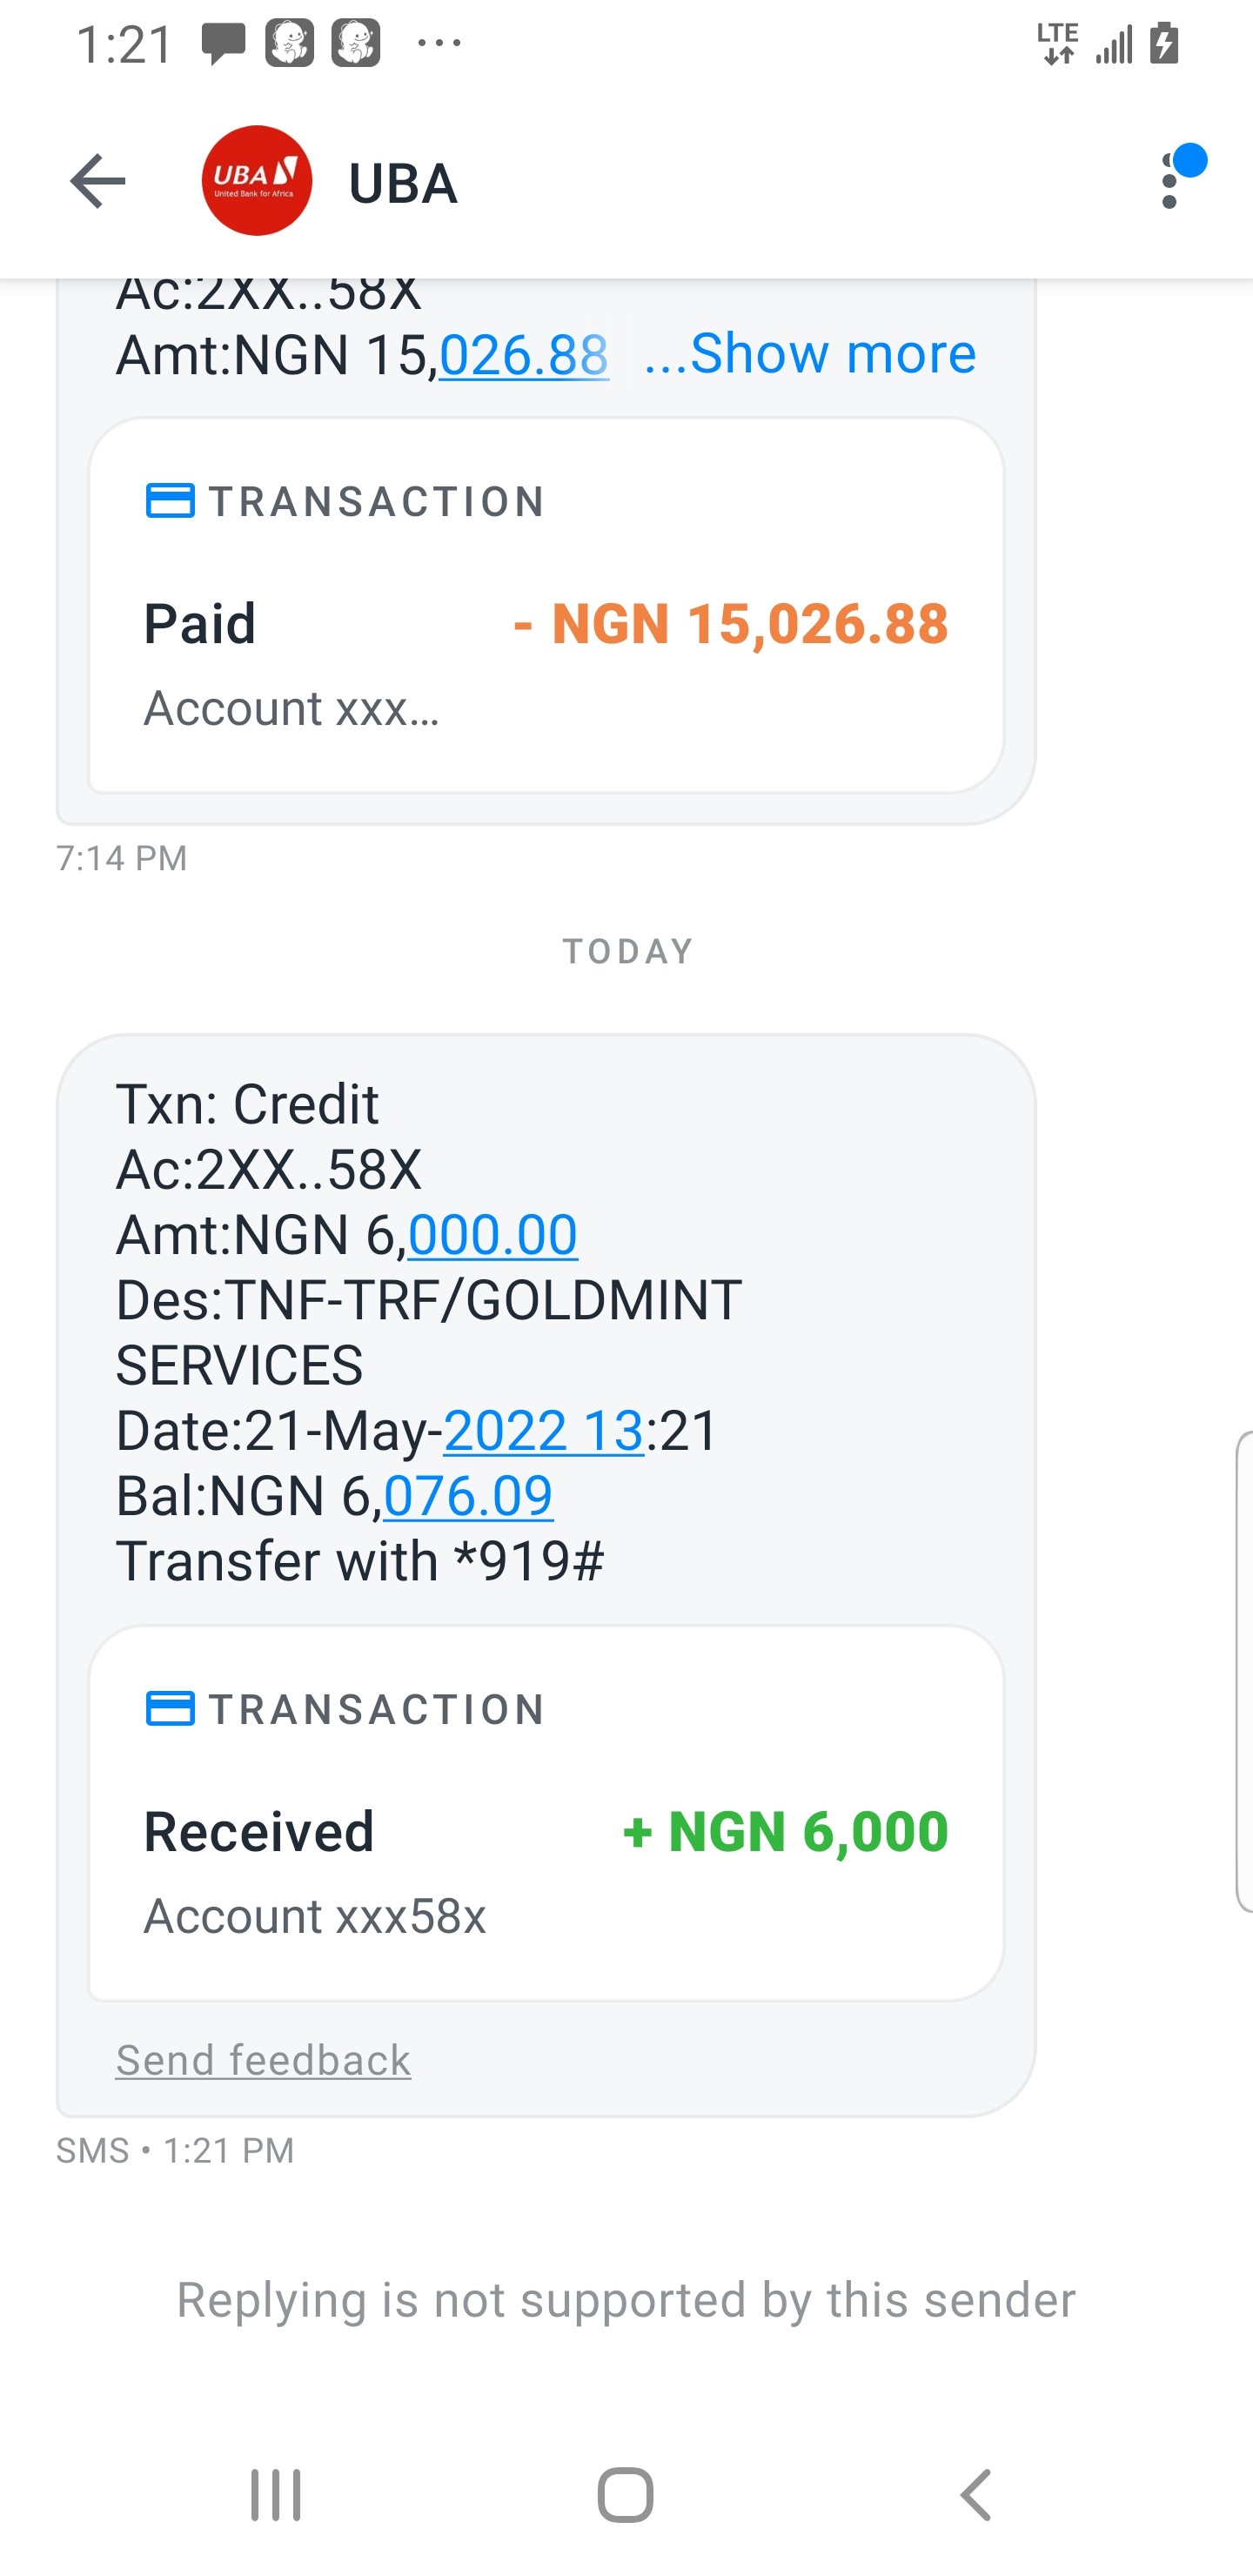 1:21
LTE
UBA
United Bank for Africa
UBA
Ac:2XX..58X
Amt:NGN 15,026.88 ...Show more
TRANSACTION
Paid - NGN 15,026.88
Account xxx...
7:14 PM
TODAY
Txn: Credit
Ac:2XX..58X
Amt:NGN 6,000.00
Des:TNF-TRF/GOLDMINT
SERVICES
Date:21-May-2022 13:21
Bal:NGN 6,076.09
Transfer with *919#
TRANSACTION
Received + NGN 6,000
Account xxx58x
Send feedback
SMS • 1:21 PM
Replying is not supported by this sender